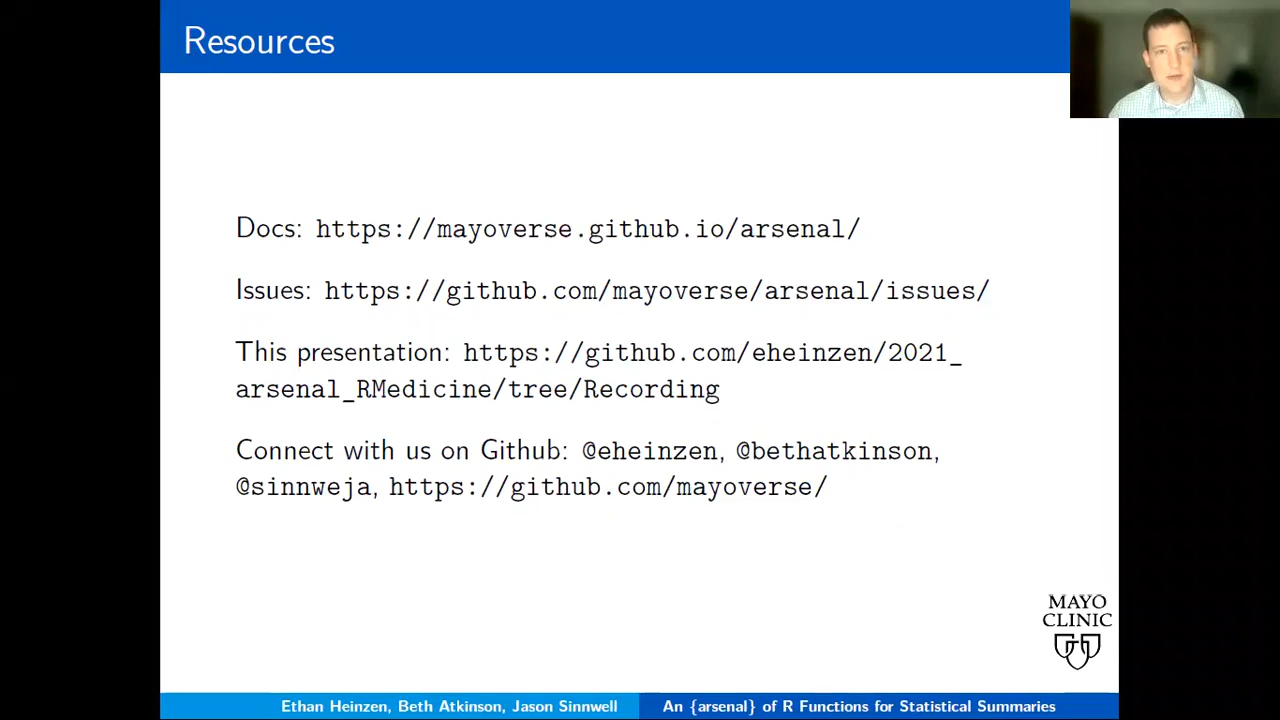 Resources
Docs: https://mayoverse.github.io/arsenal/
Issues: https://github.com/mayoverse/arsenal/issues/
This presentation: https://github.com/eheinzen/2021_
arsenal_RMedicine/tree/Recording
Connect with us on Github: @eheinzen, @bethatkinson,
@sinnweja, https://github.com/mayoverse/
MAYO
CLINIC
Ethan Heinzen, Beth Atkinson, Jason Sinnwell
An {arsenal} of R Functions for Statistical Summaries